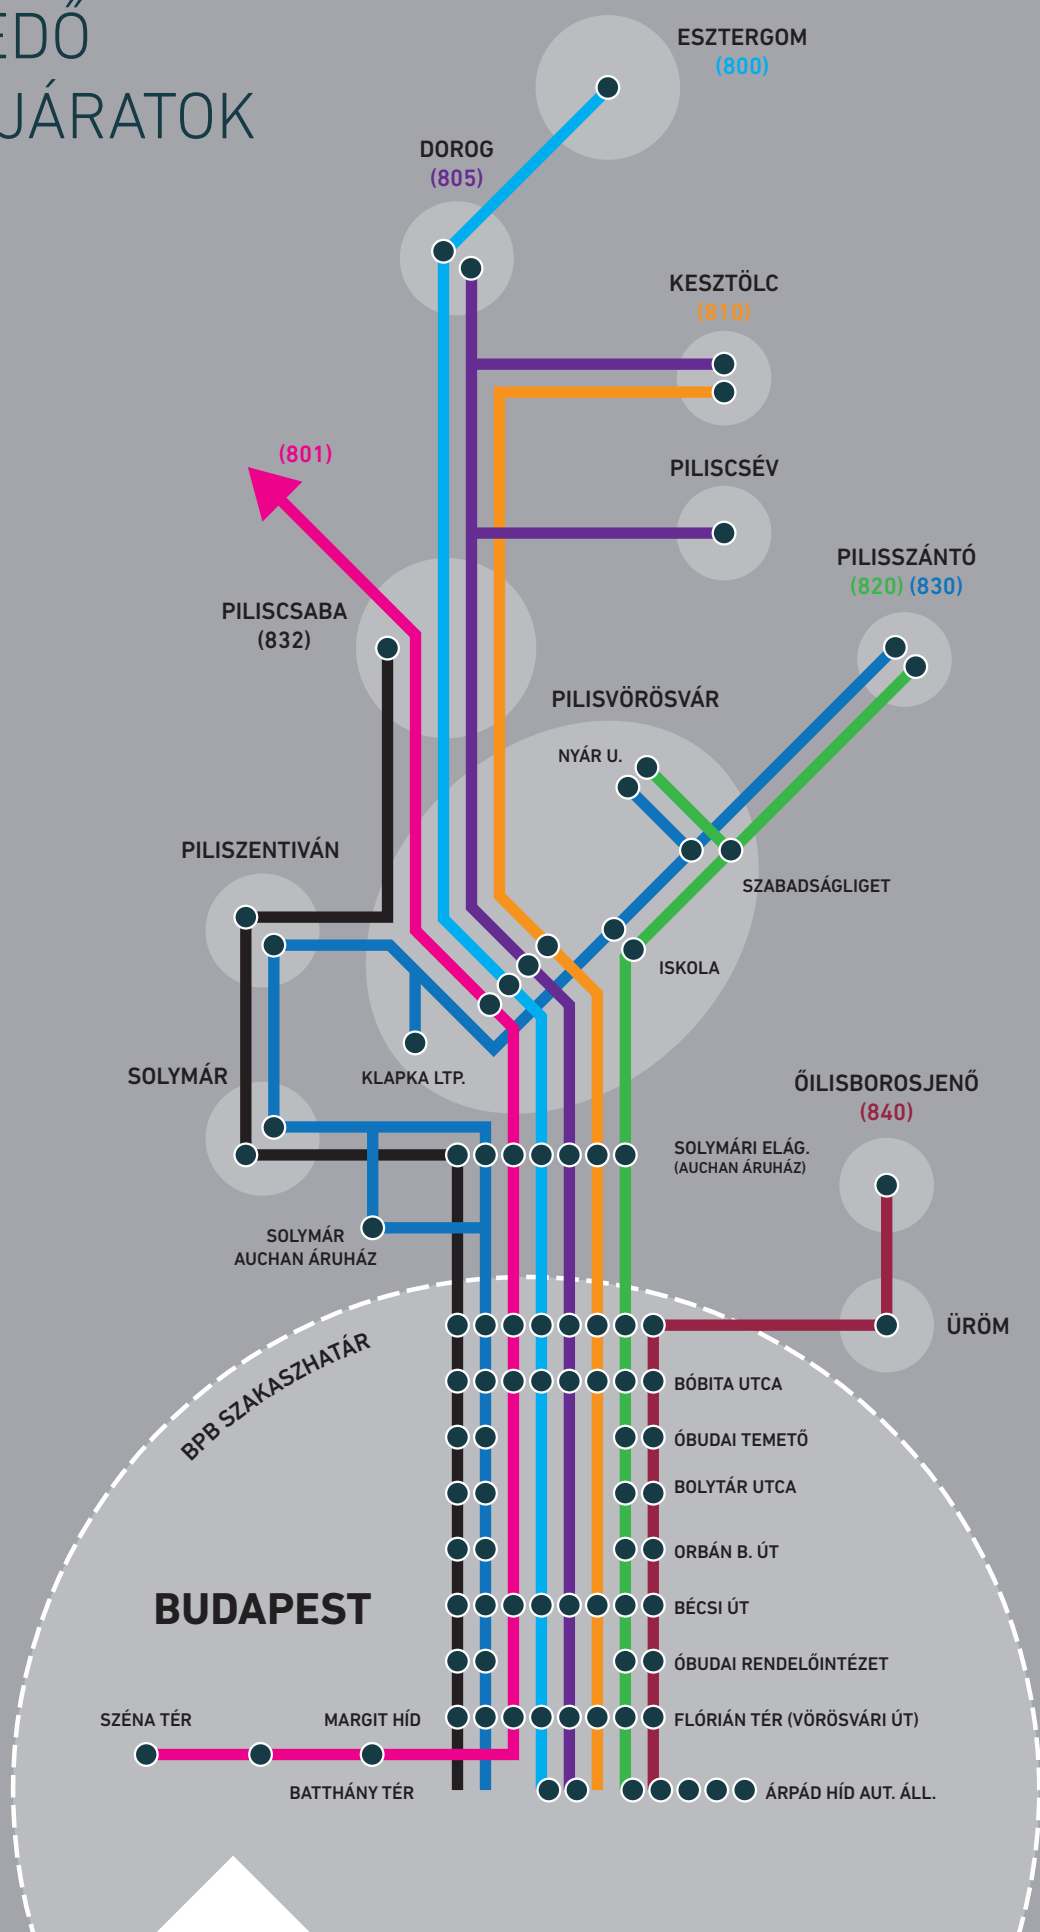 EDŐ
JÁRATOK
ESZTERGOM
(800)
DOROG
(805)
KESZTÖLC
(810)
(801)
PILISCSÉV
PILISSZÁNTÓ
(820) (830)
PILISCSABA
(832)
PILISVÖRÖSVÁR
NYÁR U.
PILISZENTIVÁN
SZABADSÁGLIGET
ISKOLA
SOLYMÁR
KLAPKA LTP.
ŐILISBOROSJENŐ
(840)
SOLYMÁRI ELÁG.
(AUCHAN ÁRUHÁZ)
SOLYMÁR
AUCHAN ÁRUHÁZ
ÜRÖM
BPB SZAKASZHATÁR
BÓBITA UTCA
ÓBUDAI TEMETŐ
BOLYTÁR UTCA
ORBÁN B. ÚT
BUDAPEST
BÉCSI ÚT
ÓBUDAI RENDELŐINTÉZET
SZÉNA TÉR
MARGIT HÍD
FLÓRIÁN TÉR (VÖRÖSVÁRI ÚT)
BATTHÁNY TÉR
ÁRPÁD HÍD AUT. ÁLL.